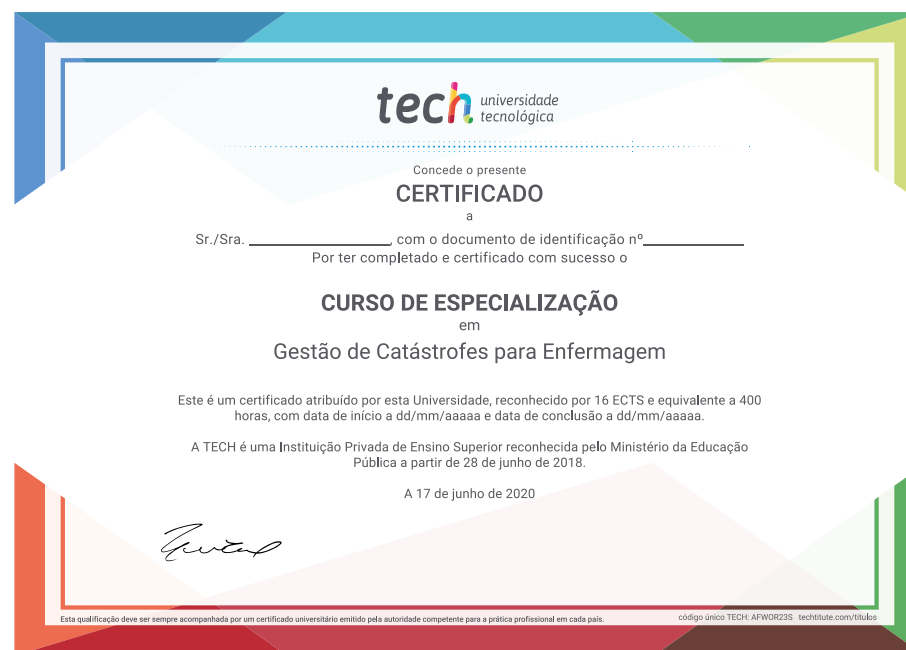 tech universidade
tecnológica
Concede o presente
CERTIFICADO
a
Sr./Sra. ____________________, com o documento de identificação nº______________
Por ter completado e certificado com sucesso o
CURSO DE ESPECIALIZAÇÃO
em
Gestão de Catástrofes para Enfermagem
Este é um certificado atribuído por esta Universidade, reconhecido por 16 ECTS e equivalente a 400
horas, com data de início a dd/mm/aaaaa e data de conclusão a dd/mm/aaaaa.
A TECH é uma Instituição Privada de Ensino Superior reconhecida pelo Ministério da Educação
Pública a partir de 28 de junho de 2018.
A 17 de junho de 2020
Esta qualificação deve ser sempre acompanhada por um certificado universitário emitido pela autoridade competente para a prática profissional em cada país.
código único TECH: AFWOR23S techtitute.com/titulos